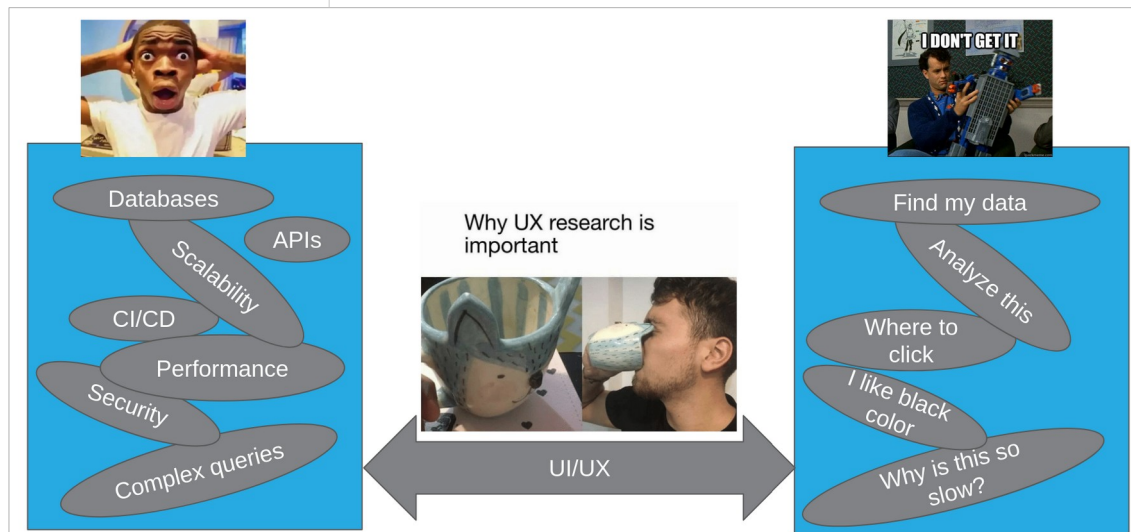 I DON'T GET IT
Databases
APIs
Scalability
CI/CD
Performance
Security
Complex queries
Why UX research is
important
UI/UX
Find my data
Analyze this
Where to
click
I like black
color
Why is this so
slow?